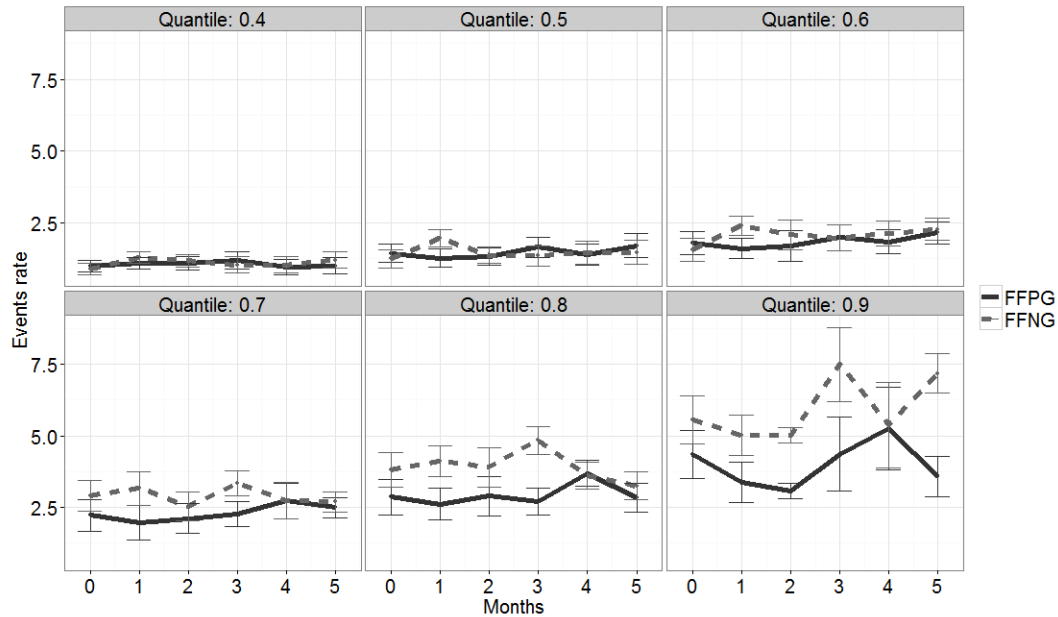 Quantile: 0.4
Quantile: 0.5
Quantile: 0.6
7.5
5.0
2.5
Quantile: 0.7
Quantile: 0.8
Quantile: 0.9
7.5
5.0
2.5
0 1 2 3 4 5
0 1 2 3 4 5
0 1 2 3 4 5
Months
Events rate
FFPG
FFNG